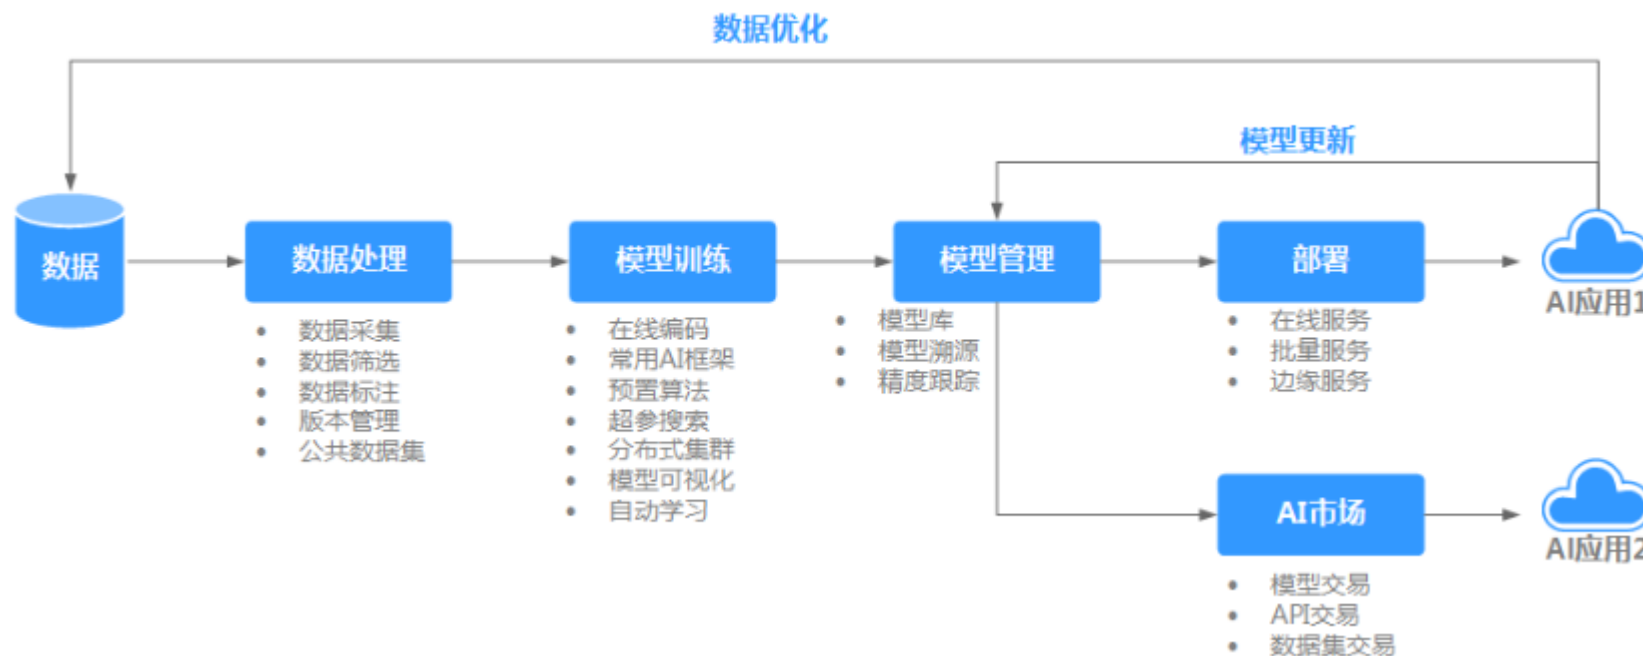 数据优化
模型更新
数据
数据处理
模型训练
模型管理
部署
AI应用1
数据采集
数据筛选
数据标注
版本管理
公共数据集
在线编码
常用AI框架
预置算法
超参搜索
分布式集群
模型可视化
自动学习
模型库
模型溯源
精度跟踪
在线服务
批量服务
边缘服务
AI市场
AI应用2
模型交易
API交易
数据集交易